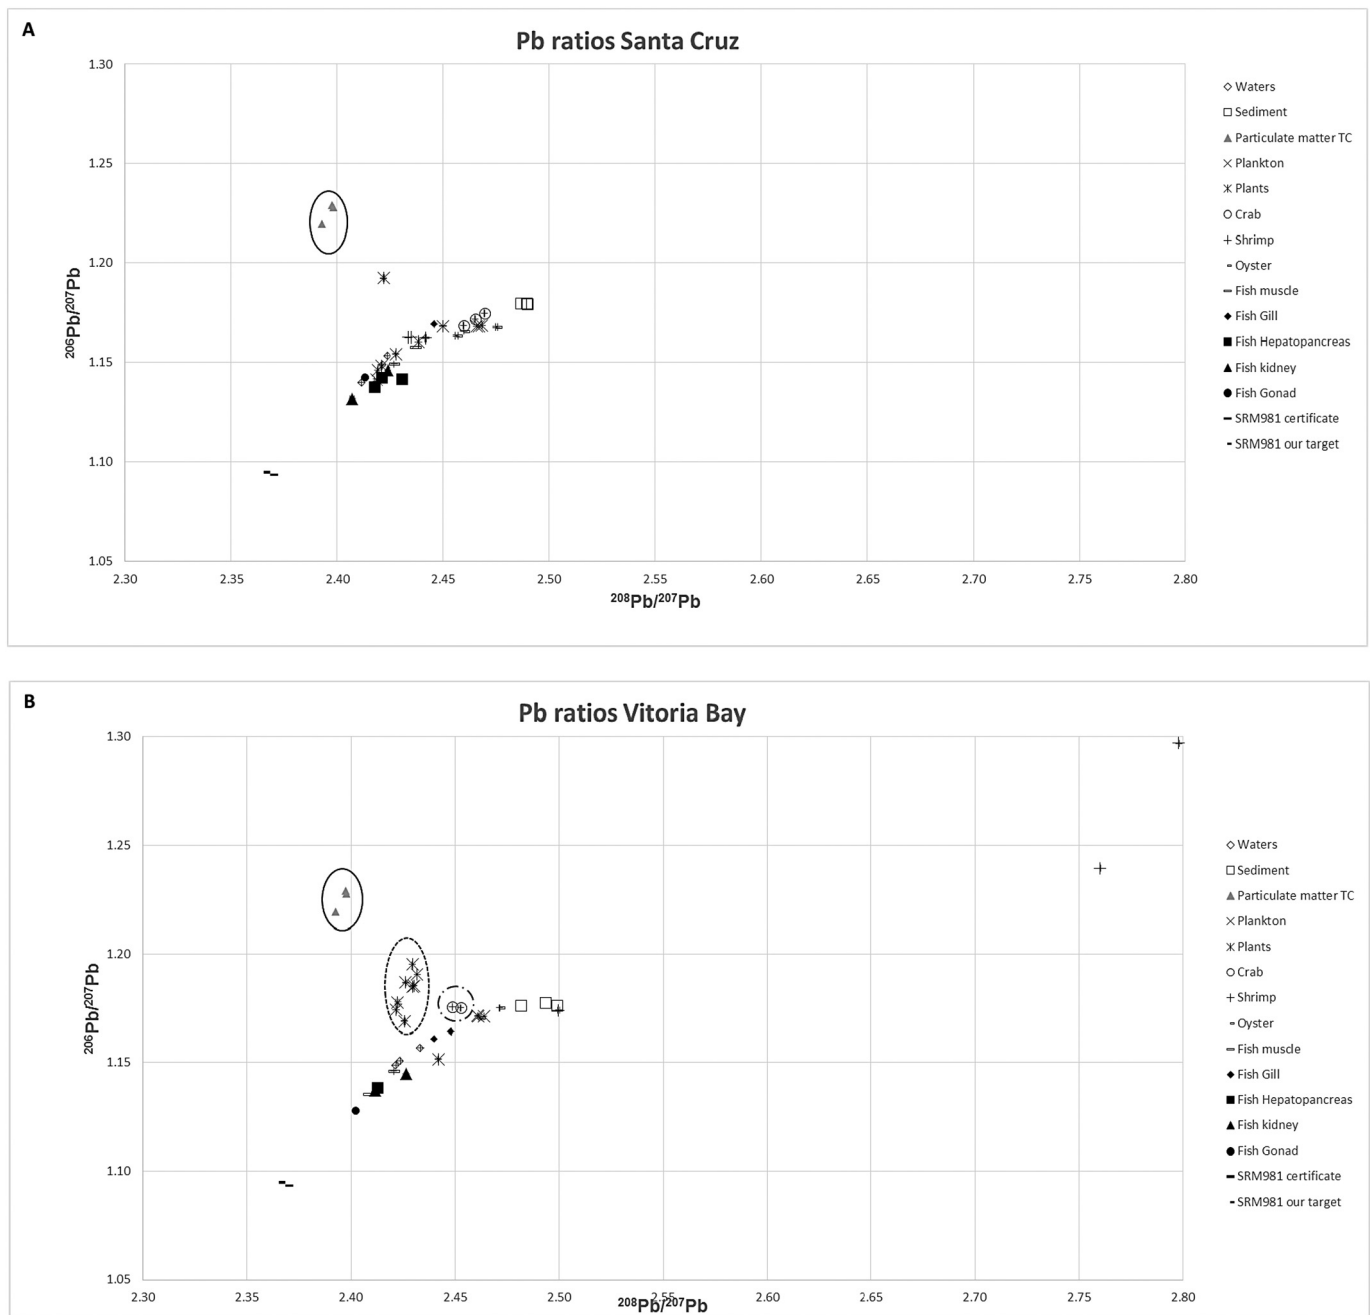 A
Pb ratios Santa Cruz
1.30
1.25
1.20
1.15
1.10
1.05
206Pb/207Pb
2.30 2.35 2.40 2.45 2.50 2.55 2.60 2.65 2.70 2.75 2.80
208Pb/207Pb
Waters
Sediment
Particulate matter TC
Plankton
Plants
Crab
Shrimp
Oyster
Fish muscle
Fish Gill
Fish Hepatopancreas
Fish kidney
Fish Gonad
SRM981 certificate
SRM981 our target
B
Pb ratios Vitoria Bay
1.30
1.25
1.20
1.15
1.10
1.05
206Pb/207Pb
2.30 2.35 2.40 2.45 2.50 2.55 2.60 2.65 2.70 2.75 2.80
208Pb/207Pb
Waters
Sediment
Particulate matter TC
Plankton
Plants
Crab
Shrimp
Oyster
Fish muscle
Fish Gill
Fish Hepatopancreas
Fish kidney
Fish Gonad
SRM981 certificate
SRM981 our target